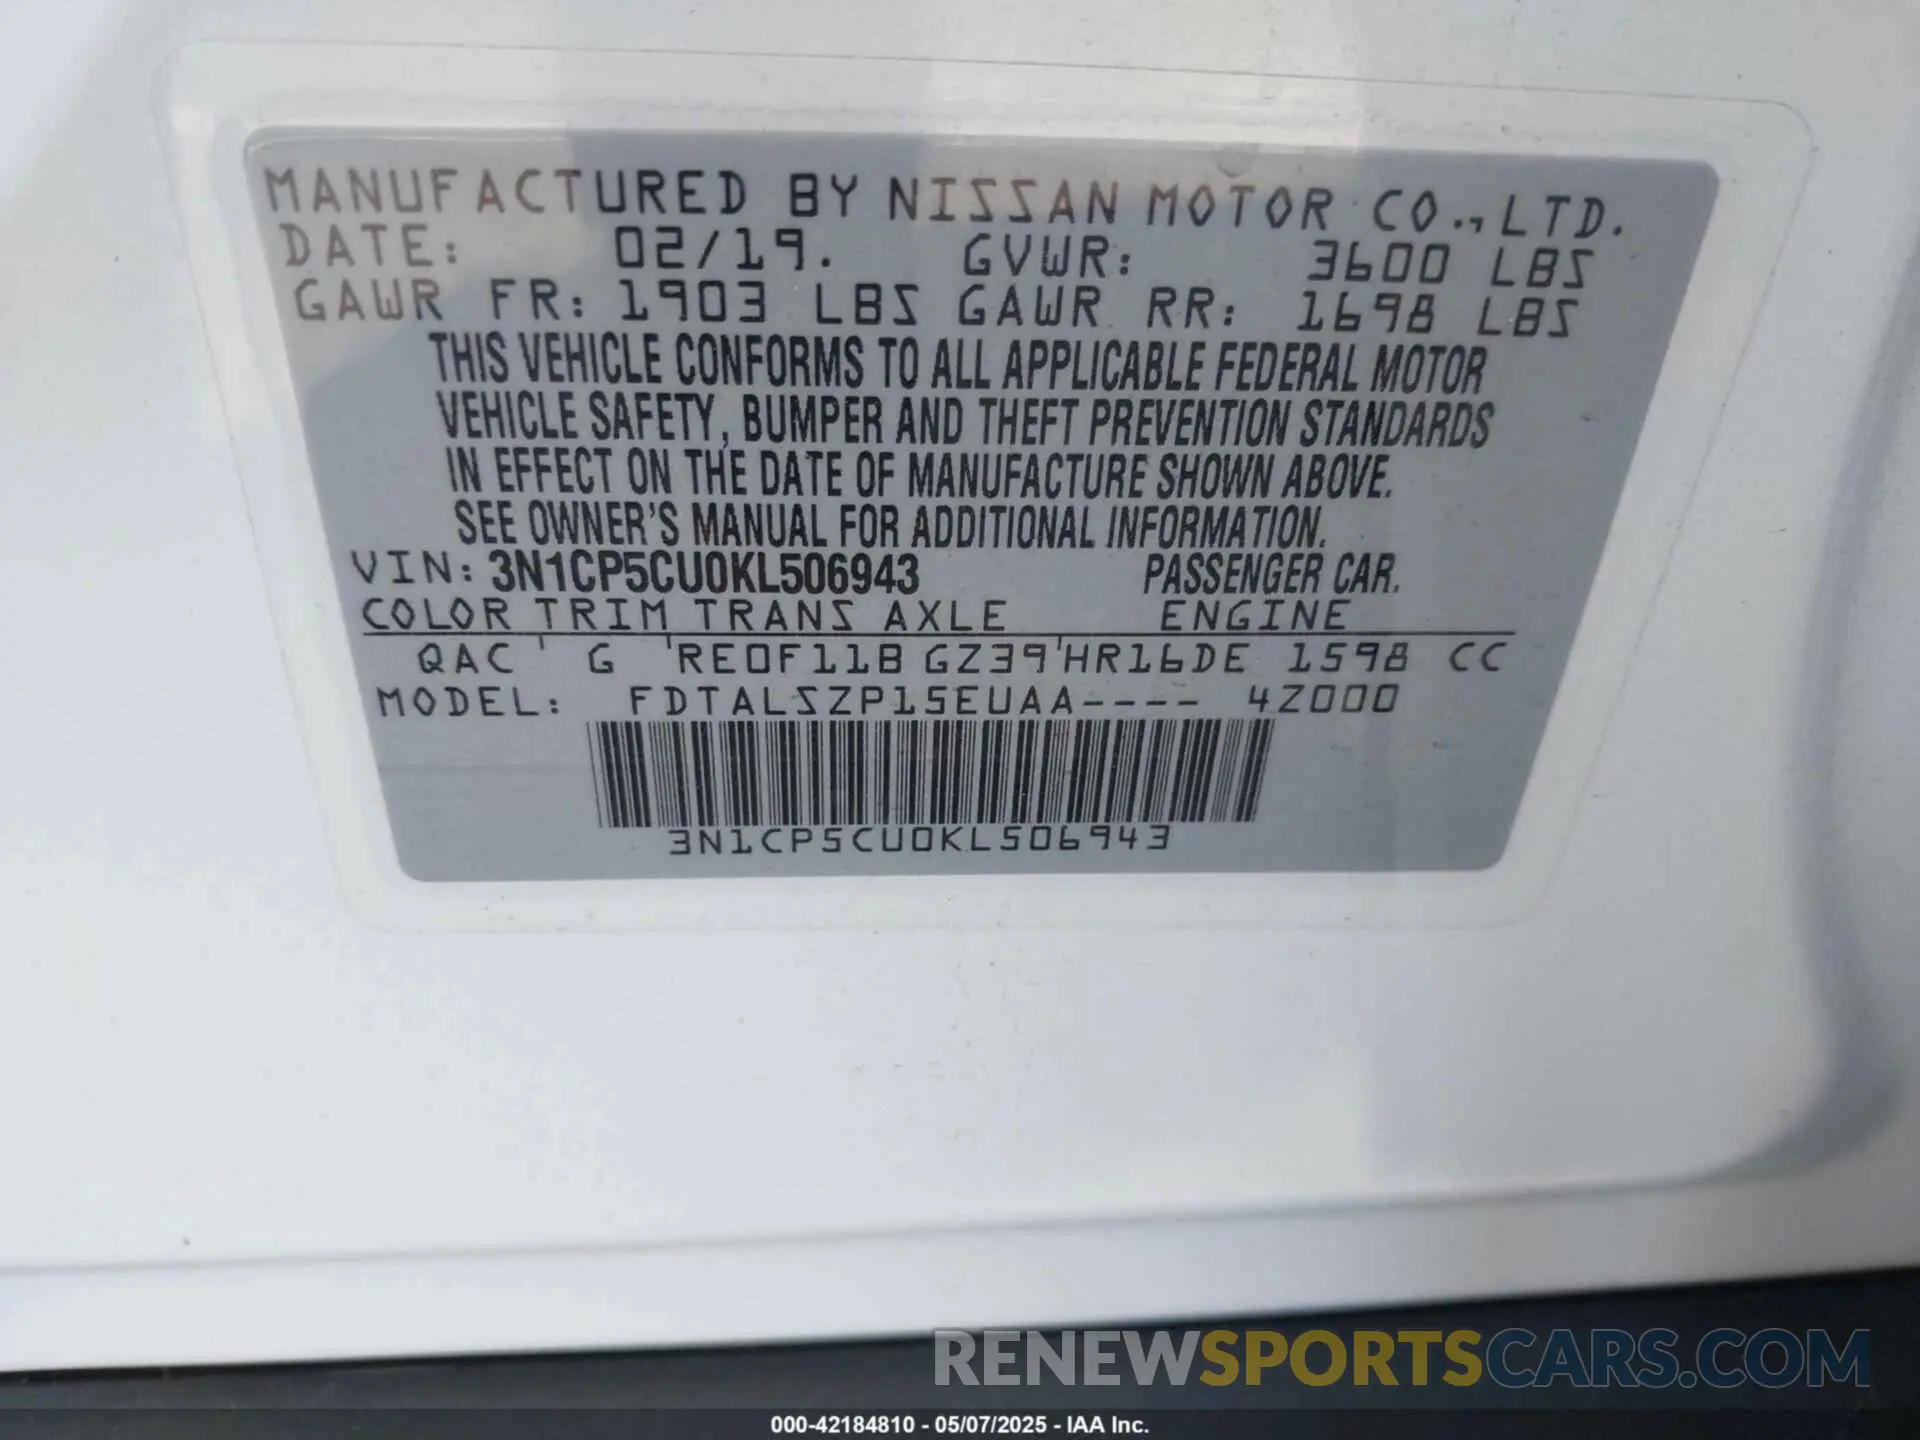 MANUFACTURED BY NISSAN MOTOR CO., LTD.
DATE: 02/19. GVWR: 3600 LBS
GAWR FR: 1903 LBS GAWR RR: 1698 LBS
THIS VEHICLE CONFORMS TO ALL APPLICABLE FEDERAL MOTOR
VEHICLE SAFETY, BUMPER AND THEFT PREVENTION STANDARDS
IN EFFECT ON THE DATE OF MANUFACTURE SHOWN ABOVE.
SEE OWNER'S MANUAL FOR ADDITIONAL INFORMATION.
VIN: 3N1CP5CU0KL506943 PASSENGER CAR.
COLOR TRIM TRANS AXLE ENGINE
QAC G RE0F11B GZ39 HR16DE 1598 CC
MODEL: FDTALSZP15EUAA---- 4Z000
3N1CP5CU0KL506943
RENEWSPORTSCARS.COM
000-42184810 - 05/07/2025 - IAA Inc.